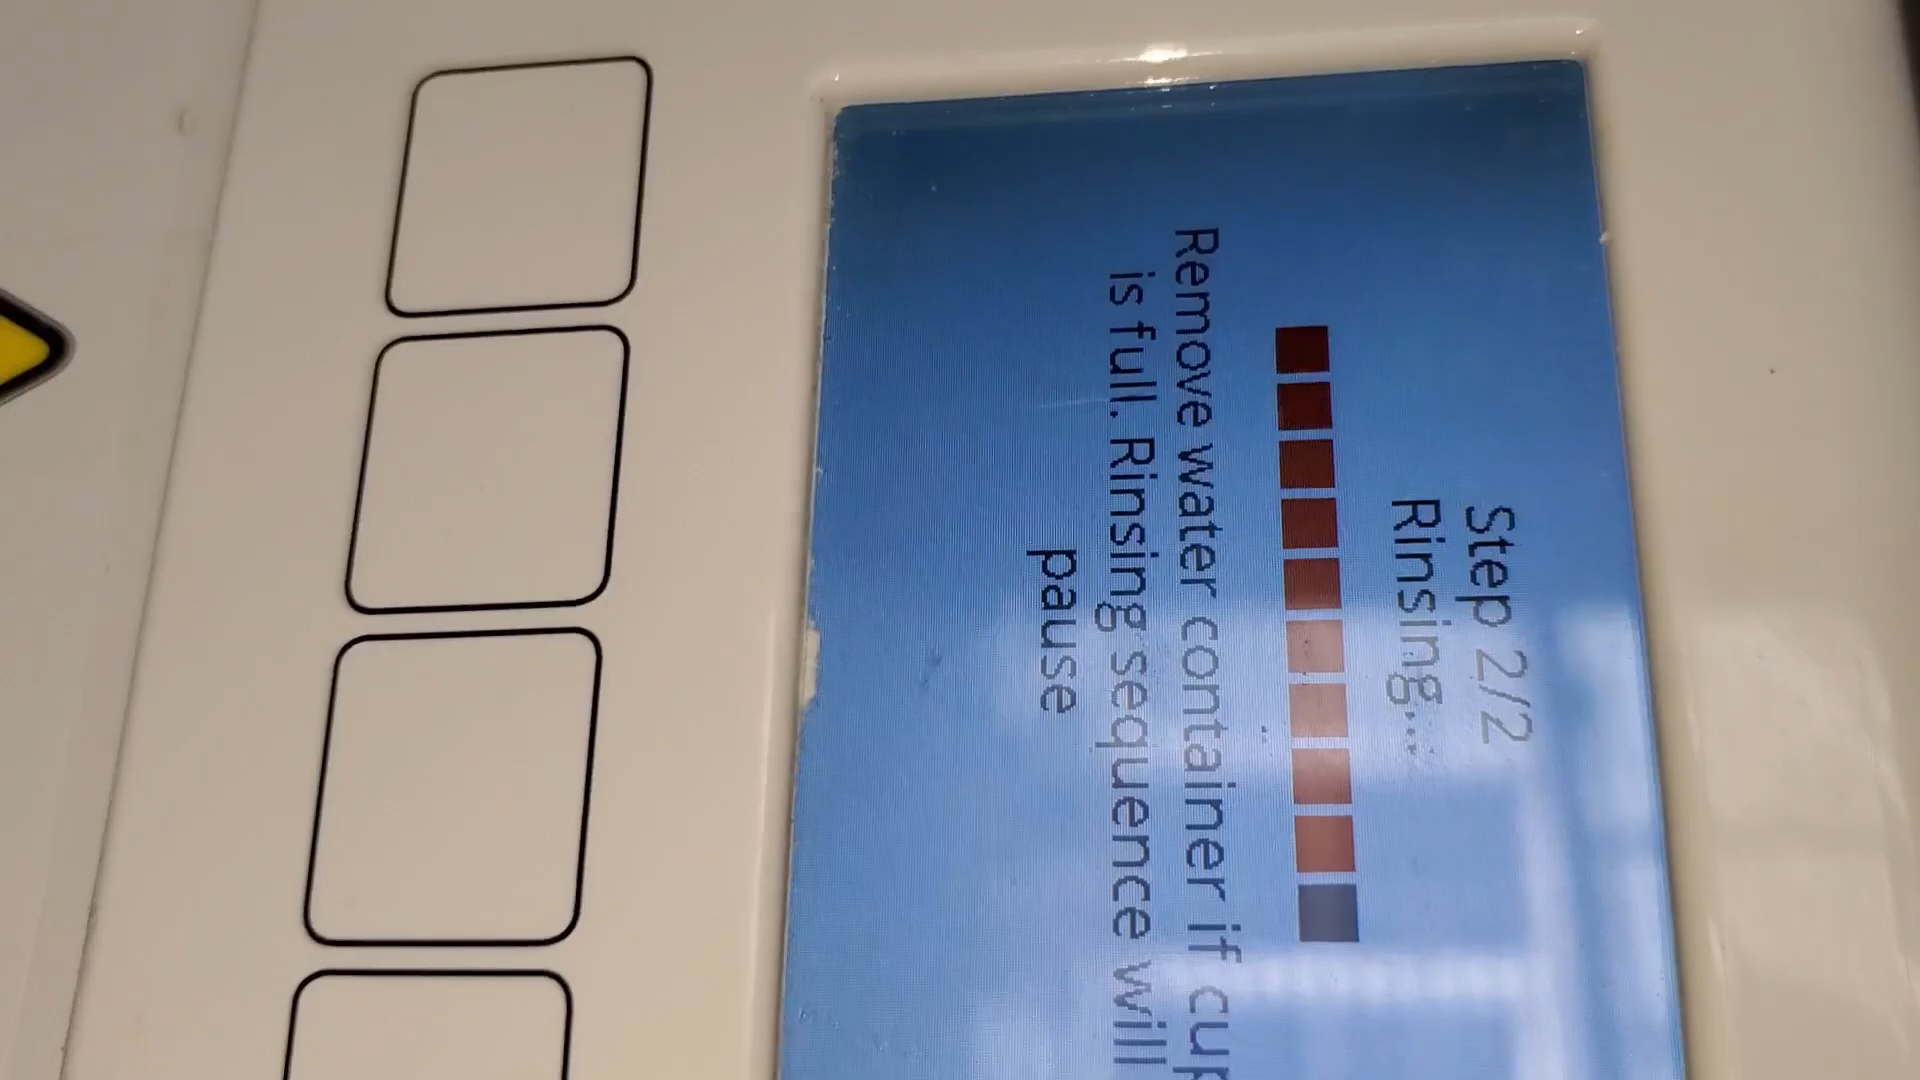 Step 2/2
Rinsing...
Remove water container if cup
is full. Rinsing sequence will
pause